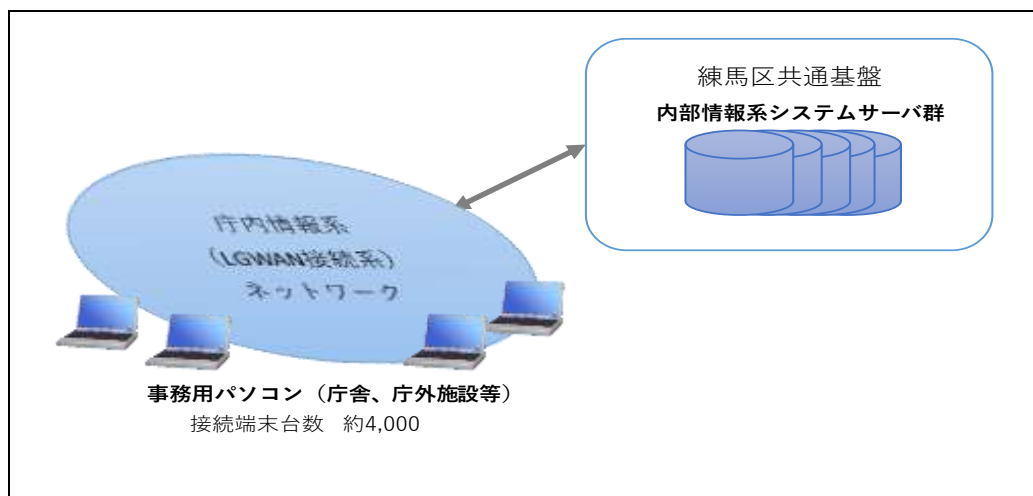 練馬区共通基盤
内部情報系システムサーバ群
庁内情報系
(LGWAN接続系)
ネットワーク
事務用パソコン(庁舎、庁外施設等)
接続端末台数 約4,000